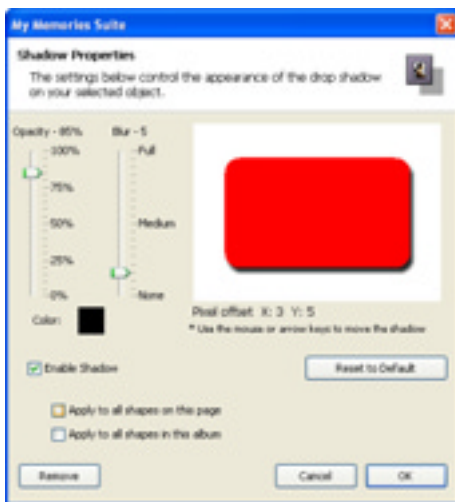 My Memories Suite
Shadow Properties
The settings below control the appearance of the drop shadow
on your selected object.
Opacity - 85% Blur - 5
100% Full
75%
50% Medium
25%
0% None
Color:
Pixel offset X: 3 Y: 5
* Use the mouse or arrow keys to move the shadow
Enable Shadow
Reset to Default
Apply to all shapes on this page
Apply to all shapes in this album
Remove Cancel OK